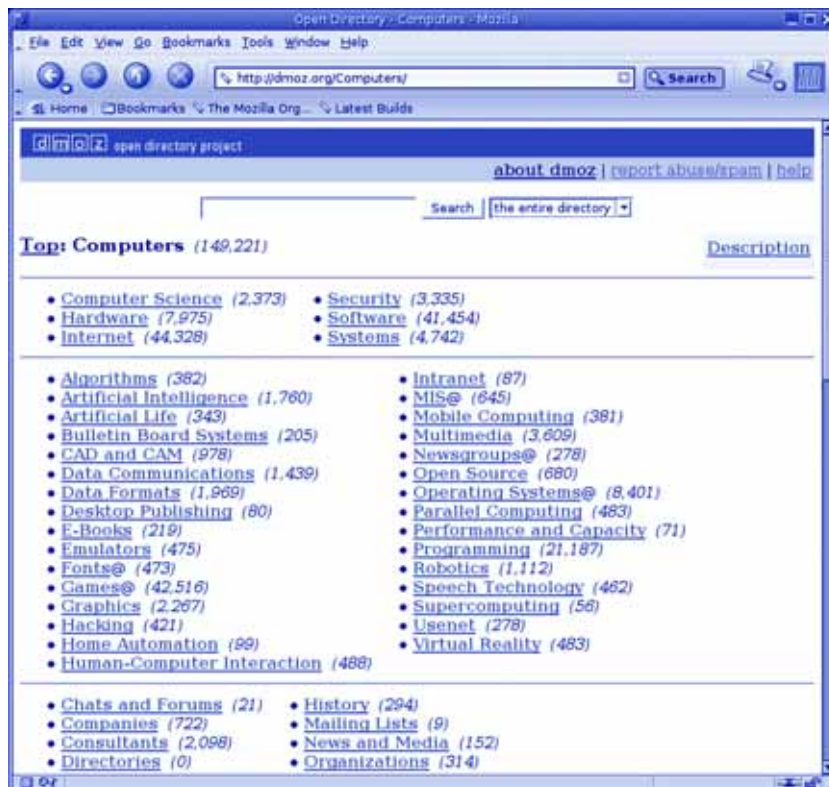 Open Directory - Computers - Mozilla
File Edit View Go Bookmarks Tools Window Help
http://dmoz.org/Computers/ Search
Home Bookmarks The Mozilla Org... Latest Builds
dmoz open directory project
about dmoz | report abuse/spam | help
Search the entire directory
Top: Computers (149,221) Description
Computer Science (2,373) Security (3,335)
Hardware (7,975) Software (41,454)
Internet (44,328) Systems (4,742)
Algorithms (382) Intranet (87)
Artificial Intelligence (1,760) MIS@ (645)
Artificial Life (343) Mobile Computing (381)
Bulletin Board Systems (205) Multimedia (3,609)
CAD and CAM (978) Newsgroups@ (278)
Data Communications (1,439) Open Source (680)
Data Formats (1,969) Operating Systems@ (8,401)
Desktop Publishing (80) Parallel Computing (483)
E-Books (219) Performance and Capacity (71)
Emulators (475) Programming (21,187)
Fonts@ (473) Robotics (1,112)
Games@ (42,516) Speech Technology (462)
Graphics (2,267) Supercomputing (56)
Hacking (421) Usenet (278)
Home Automation (99) Virtual Reality (483)
Human-Computer Interaction (488)
Chats and Forums (21) History (294)
Companies (722) Mailing Lists (9)
Consultants (2,098) News and Media (152)
Directories (0) Organizations (314)